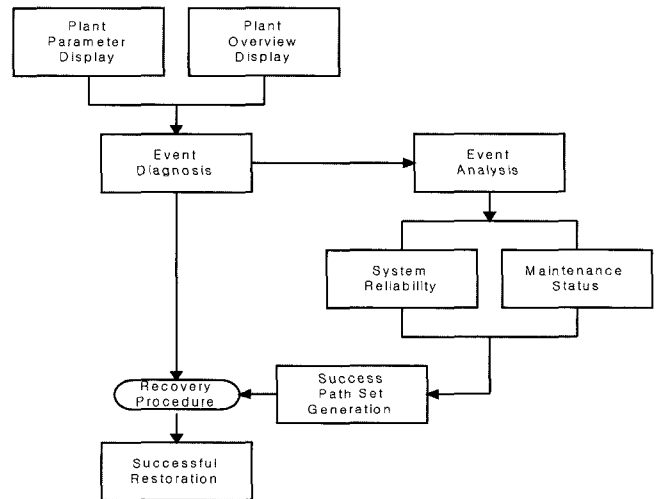 Plant
Parameter
Display
Plant
Overview
Display
Event
Diagnosis
Event
Analysis
System
Reliability
Maintenance
Status
Recovery
Procedure
Success
Path Set
Generation
Successful
Restoration